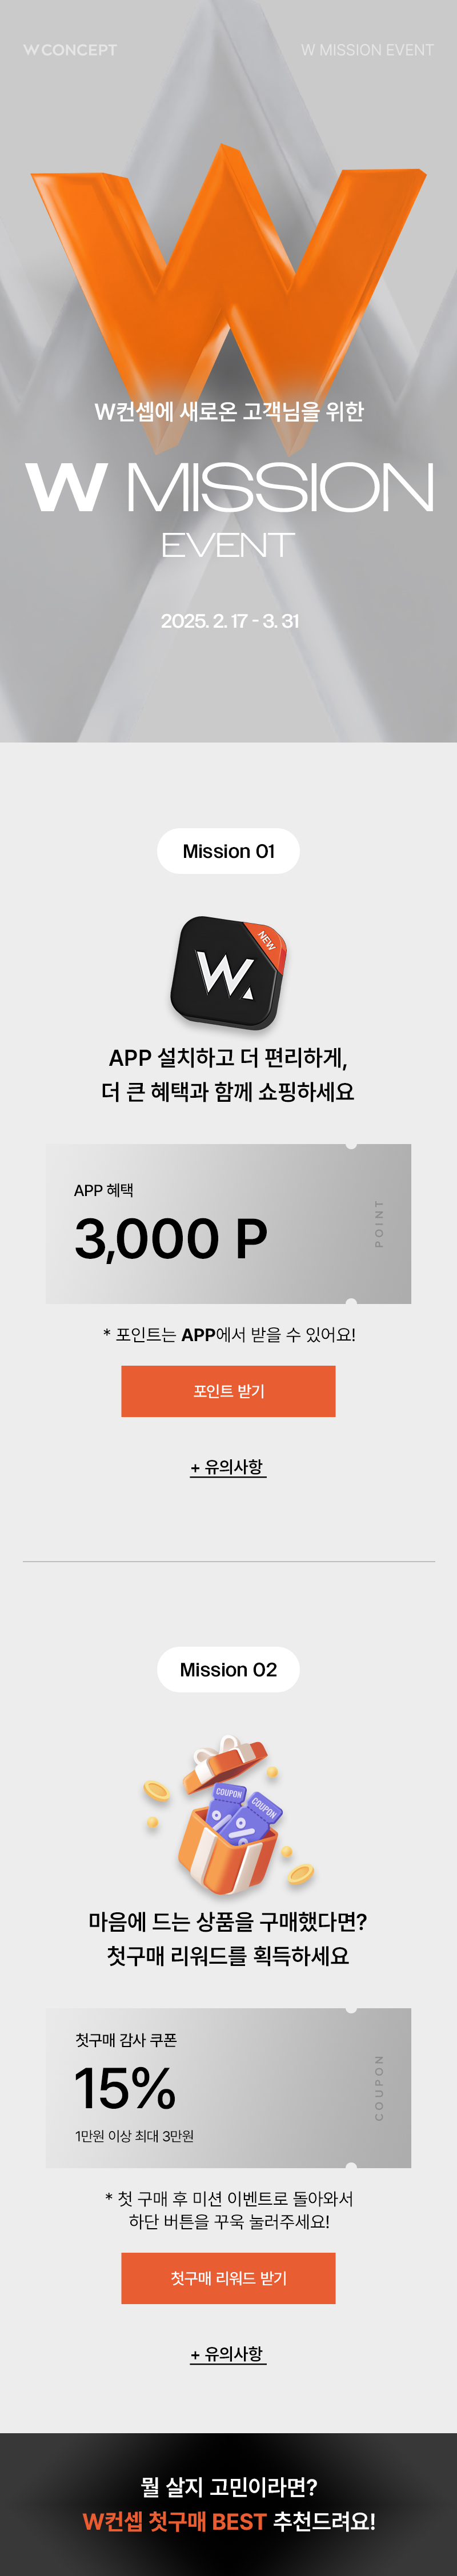 W CONCEPT
W MISSION EVENT
W컨셉에 새로온 고객님을 위한
W MISSION
EVENT
2025. 2. 17 - 3. 31
Mission 01
W.
NEW
APP 설치하고 더 편리하게,
더 큰 혜택과 함께 쇼핑하세요
APP 혜택
3,000 P
POINT
* 포인트는 APP에서 받을 수 있어요!
포인트 받기
+ 유의사항
Mission 02
COUPON
%
COUPON
%
마음에 드는 상품을 구매했다면?
첫구매 리워드를 획득하세요
첫구매 감사 쿠폰
15%
1만원 이상 최대 3만원
COUPON
* 첫 구매 후 미션 이벤트로 돌아와서
하단 버튼을 꾸욱 눌러주세요!
첫구매 리워드 받기
+ 유의사항
뭘 살지 고민이라면?
W컨셉 첫구매 BEST 추천드려요!